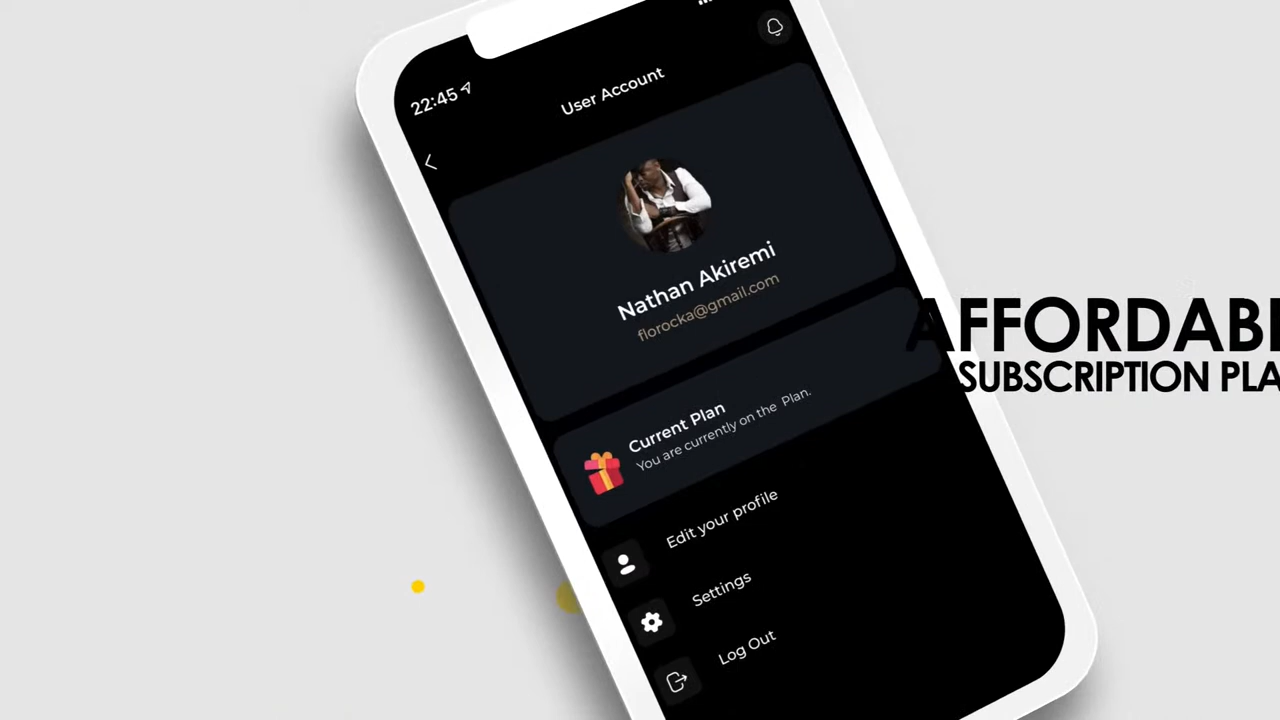 22:45
User Account
Nathan Akiremi
florocka@gmail.com
AFFORDABL
SUBSCRIPTION PLA
Current Plan
You are currently on the Plan.
Edit your profile
Settings
Log Out